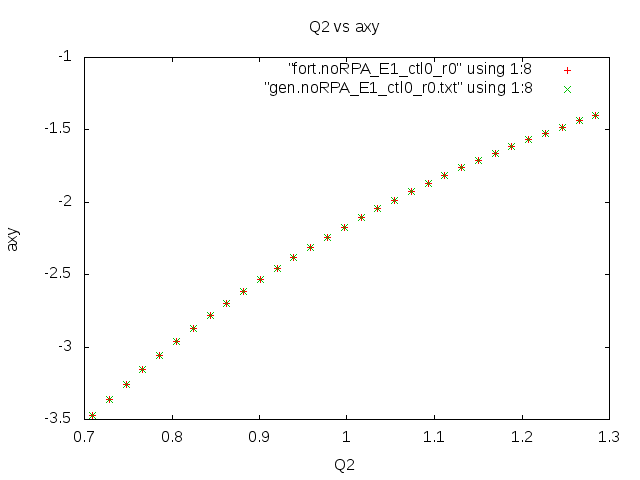 Q2 vs axy
-1
"fort.noRPA_E1_ctl0_r0" using 1:8
"gen.noRPA_E1_ctl0_r0.txt" using 1:8
-1.5
-2
axy
-2.5
-3
-3.5
0.7 0.8 0.9 1 1.1 1.2 1.3
Q2